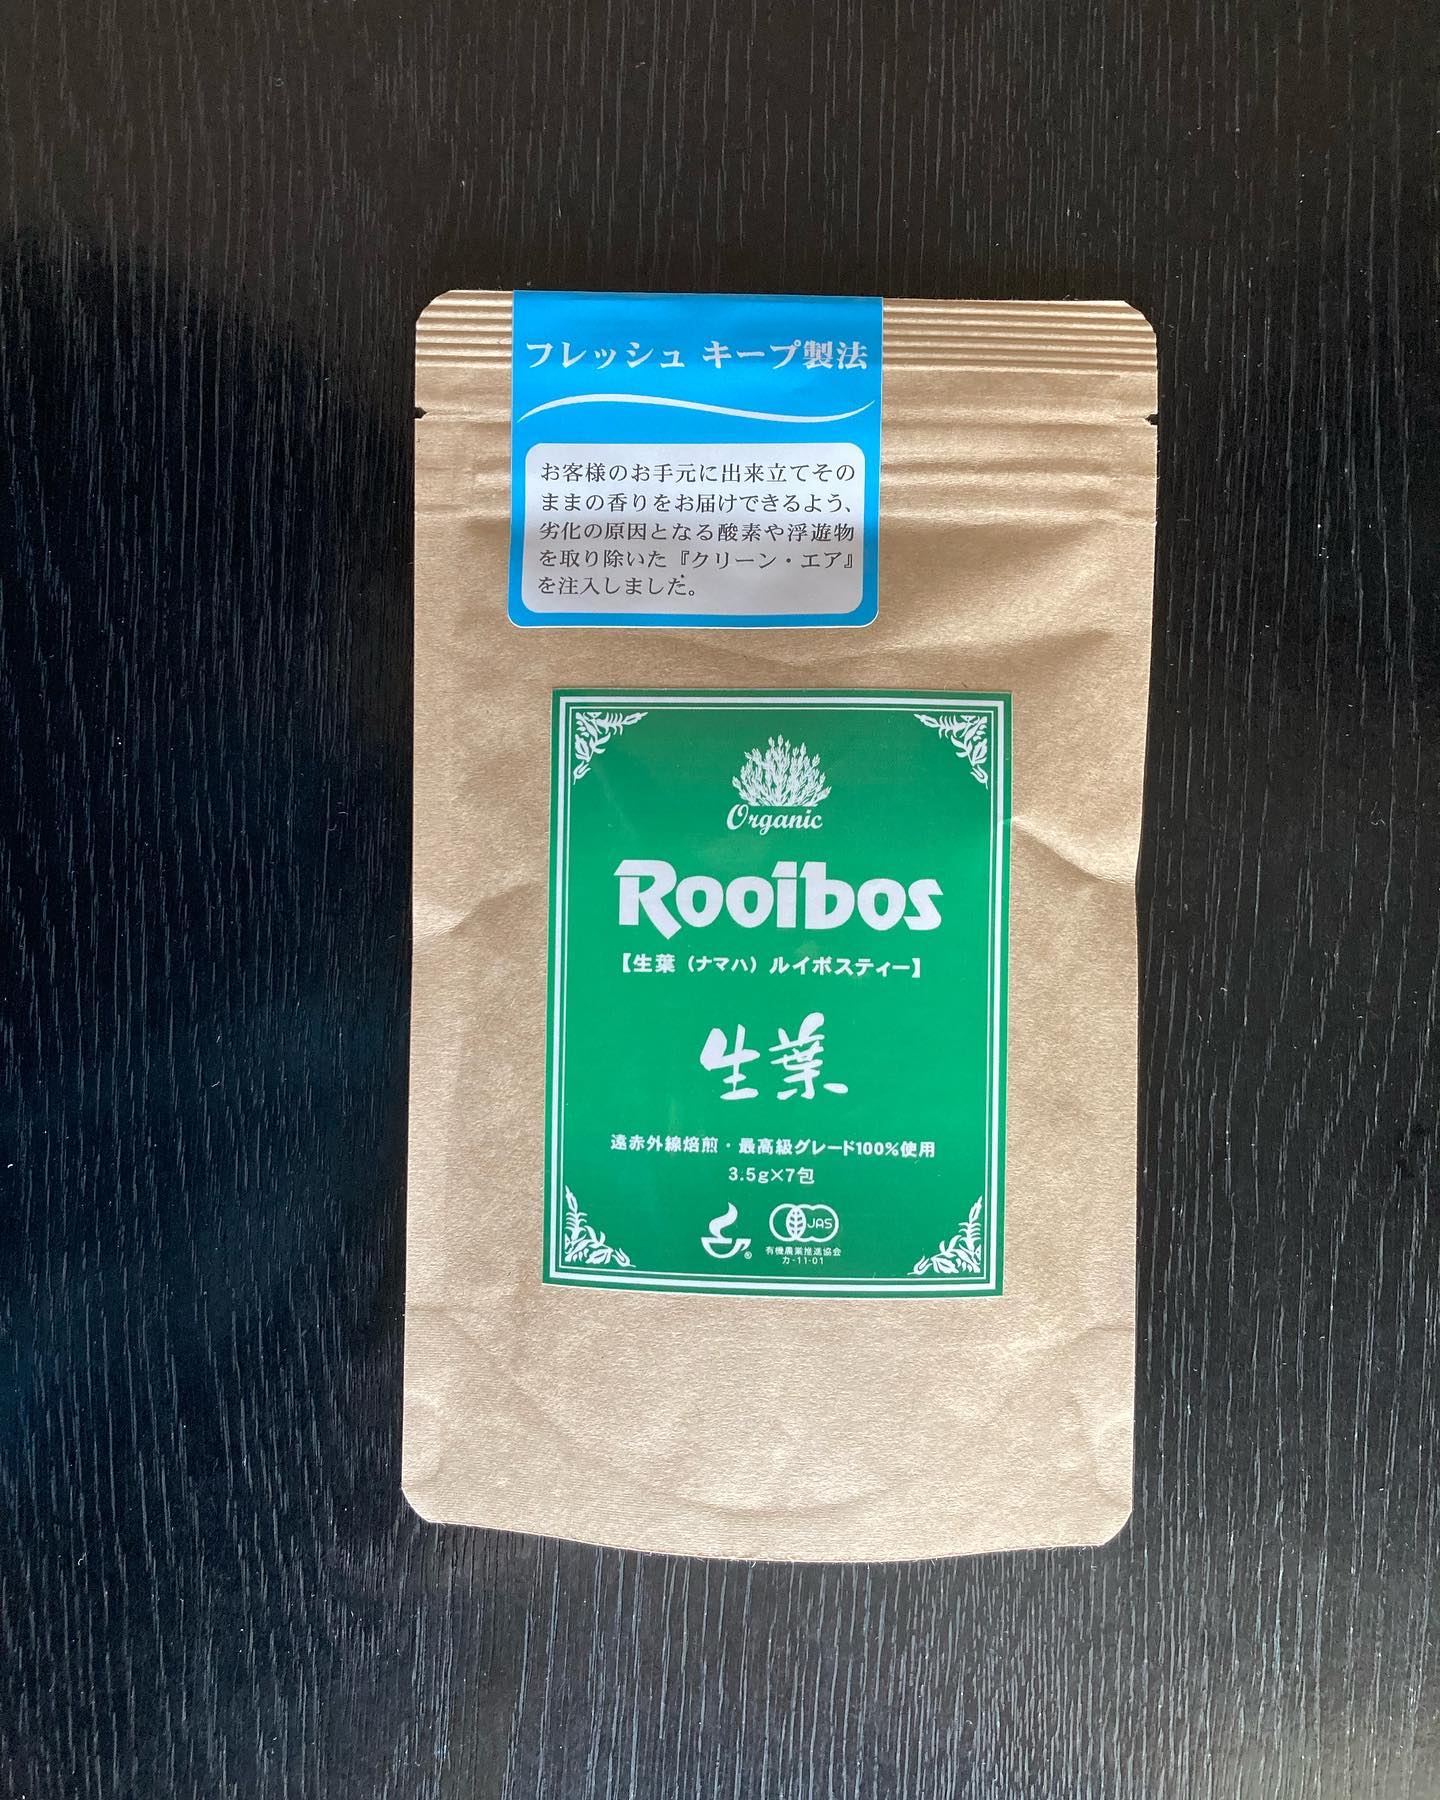 フレッシュ キープ製法
お客様のお手元に出来立てその
ままの香りをお届けできるよう、
劣化の原因となる酸素や浮遊物
を取り除いた『クリーン・エア』
を注入しました。
Organic
Rooibos
【生葉（ナマハ）ルイボスティー】
生葉
遠赤外線焙煎・最高級グレード100%使用
3.5g×7包
®
JAS
有機農業推進協会
カ-11-01